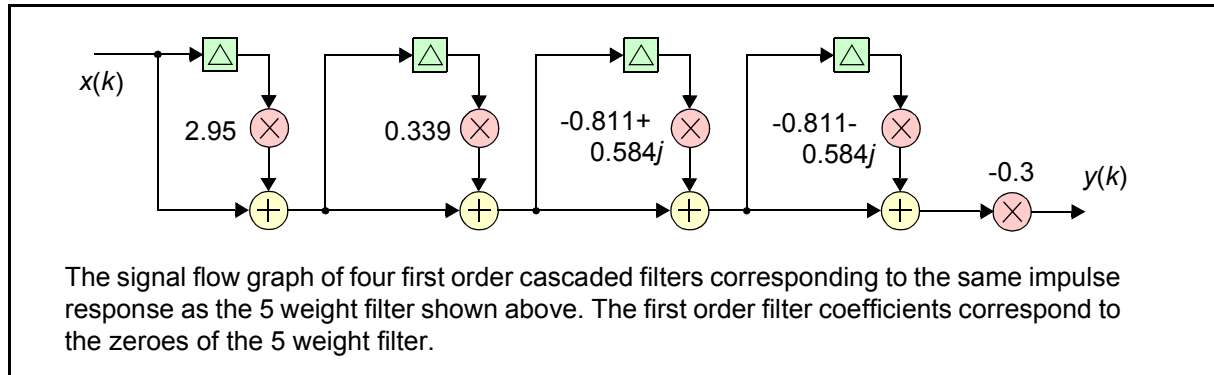 x(k)
2.95
0.339
-0.811+
0.584j
-0.811-
0.584j
-0.3
y(k)
The signal flow graph of four first order cascaded filters corresponding to the same impulse
response as the 5 weight filter shown above. The first order filter coefficients correspond to
the zeroes of the 5 weight filter.